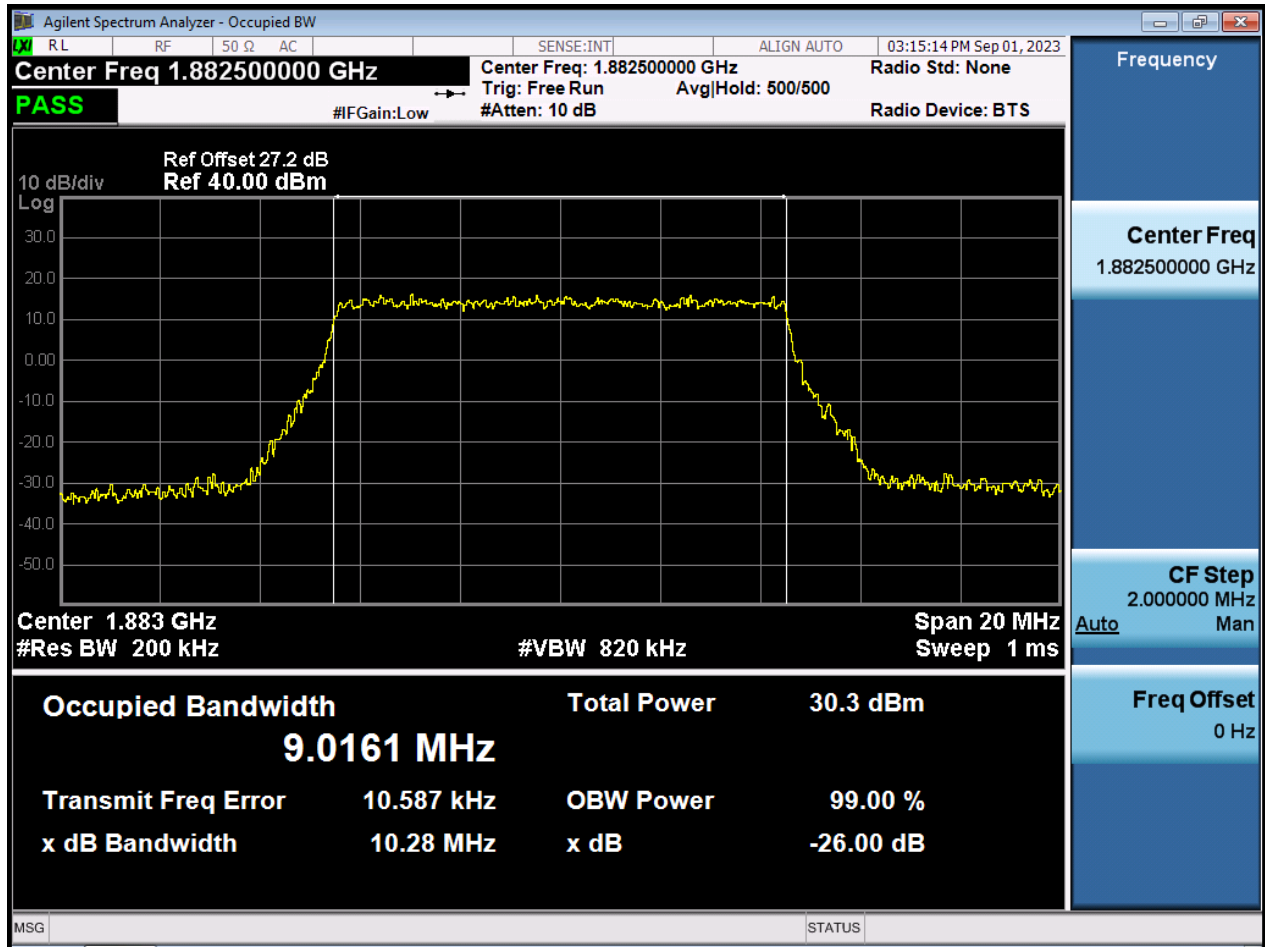 Agilent Spectrum Analyzer - Occupied BW
LXI RL RF 50 Ω AC SENSE:INT ALIGN AUTO 03:15:14 PM Sep 01, 2023
Center Freq 1.882500000 GHz
PASS
#IFGain:Low
Center Freq: 1.882500000 GHz
Trig: Free Run Avg|Hold: 500/500
#Atten: 10 dB
Radio Std: None
Radio Device: BTS
Ref Offset 27.2 dB
10 dB/div Ref 40.00 dBm
Log
30.0
20.0
10.0
0.00
-10.0
-20.0
-30.0
-40.0
-50.0
Center 1.883 GHz Span 20 MHz
#Res BW 200 kHz #VBW 820 kHz Sweep 1 ms
Occupied Bandwidth Total Power 30.3 dBm
9.0161 MHz
Transmit Freq Error 10.587 kHz OBW Power 99.00 %
x dB Bandwidth 10.28 MHz x dB -26.00 dB
Frequency
Center Freq
1.882500000 GHz
CF Step
2.000000 MHz
Auto Man
Freq Offset
0 Hz
MSG STATUS